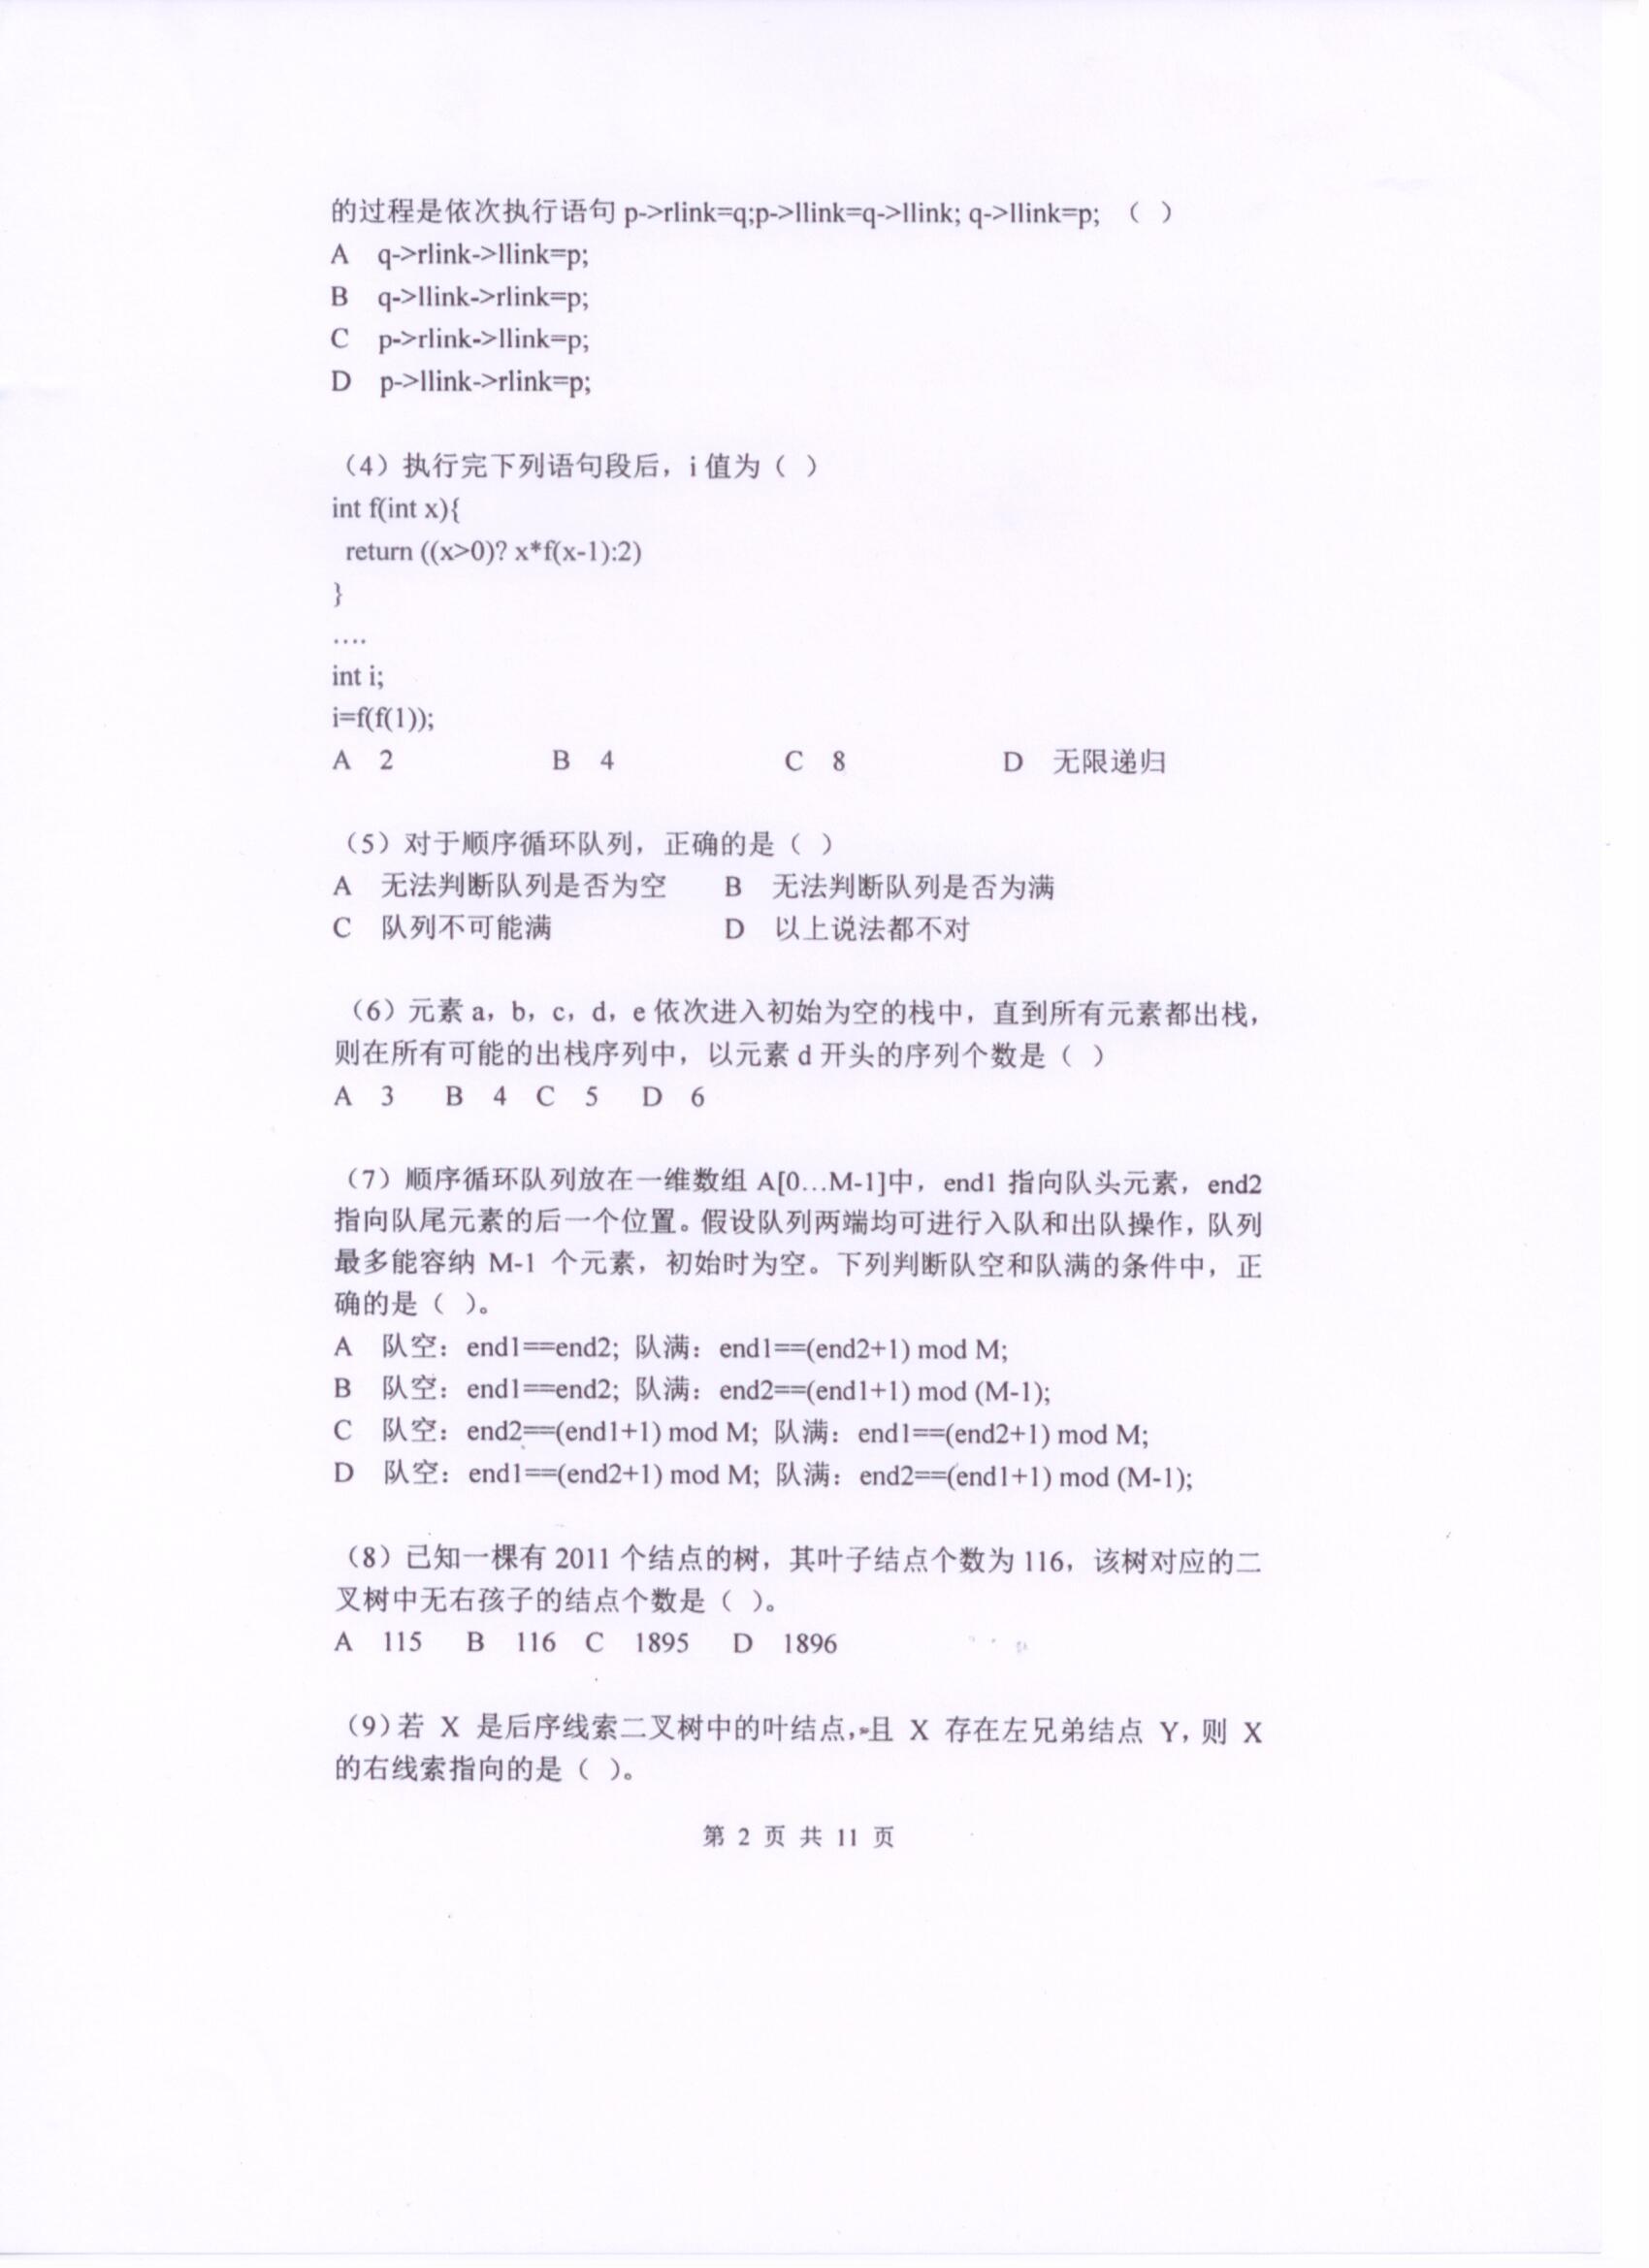 的过程是依次执行语句 p->rlink=q;p->llink=q->llink; q->llink=p; （ ）
A q->rlink->llink=p;
B q->llink->rlink=p;
C p->rlink->llink=p;
D p->llink->rlink=p;
（4）执行完下列语句段后，i 值为（ ）
int f(int x){
return ((x>0)? x*f(x-1):2)
}
....
int i;
i=f(f(1));
A 2 B 4 C 8 D 无限递归
（5）对于顺序循环队列，正确的是（ ）
A 无法判断队列是否为空 B 无法判断队列是否为满
C 队列不可能满 D 以上说法都不对
（6）元素 a，b，c，d，e 依次进入初始为空的栈中，直到所有元素都出栈，
则在所有可能的出栈序列中，以元素 d 开头的序列个数是（ ）
A 3 B 4 C 5 D 6
（7）顺序循环队列放在一维数组 A[0…M-1]中，end1 指向队头元素，end2
指向队尾元素的后一个位置。假设队列两端均可进行入队和出队操作，队列
最多能容纳 M-1 个元素，初始时为空。下列判断队空和队满的条件中，正
确的是（ ）。
A 队空：end1==end2; 队满：end1==(end2+1) mod M;
B 队空：end1==end2; 队满：end2==(end1+1) mod (M-1);
C 队空：end2==(end1+1) mod M; 队满：end1==(end2+1) mod M;
D 队空：end1==(end2+1) mod M; 队满：end2==(end1+1) mod (M-1);
（8）已知一棵有 2011 个结点的树，其叶子结点个数为 116，该树对应的二
叉树中无右孩子的结点个数是（ ）。
A 115 B 116 C 1895 D 1896
（9）若 X 是后序线索二叉树中的叶结点，且 X 存在左兄弟结点 Y，则 X
的右线索指向的是（ ）。
第 2 页 共 11 页